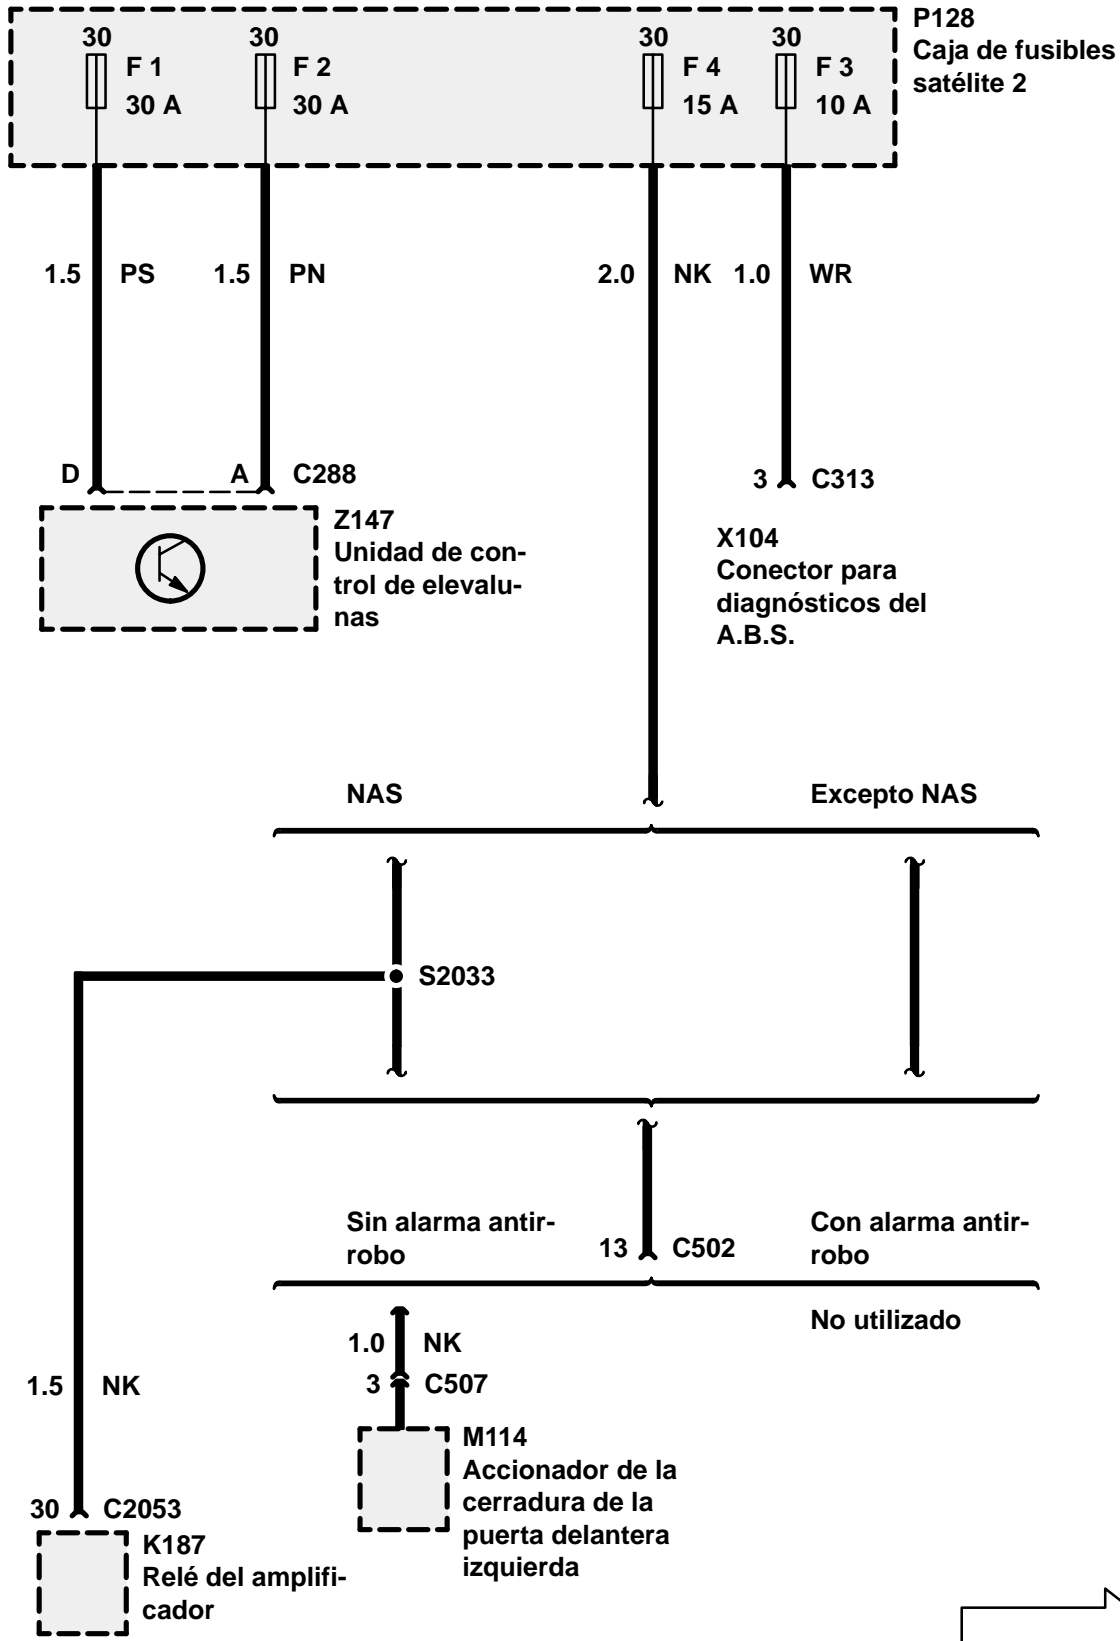 P128
Caja de fusibles
satélite 2
30
F 1
30 A
30
F 2
30 A
30
F 4
15 A
30
F 3
10 A
1.5 PS
1.5 PN
2.0 NK
1.0 WR
D
A C288
3 C313
Z147
Unidad de con-
trol de elevalu-
nas
X104
Conector para
diagnósticos del
A.B.S.
NAS
Excepto NAS
S2033
Sin alarma antir-
robo
13 C502
Con alarma antir-
robo
No utilizado
1.0 NK
3 C507
1.5 NK
M114
Accionador de la
cerradura de la
puerta delantera
izquierda
30 C2053
K187
Relé del amplifi-
cador